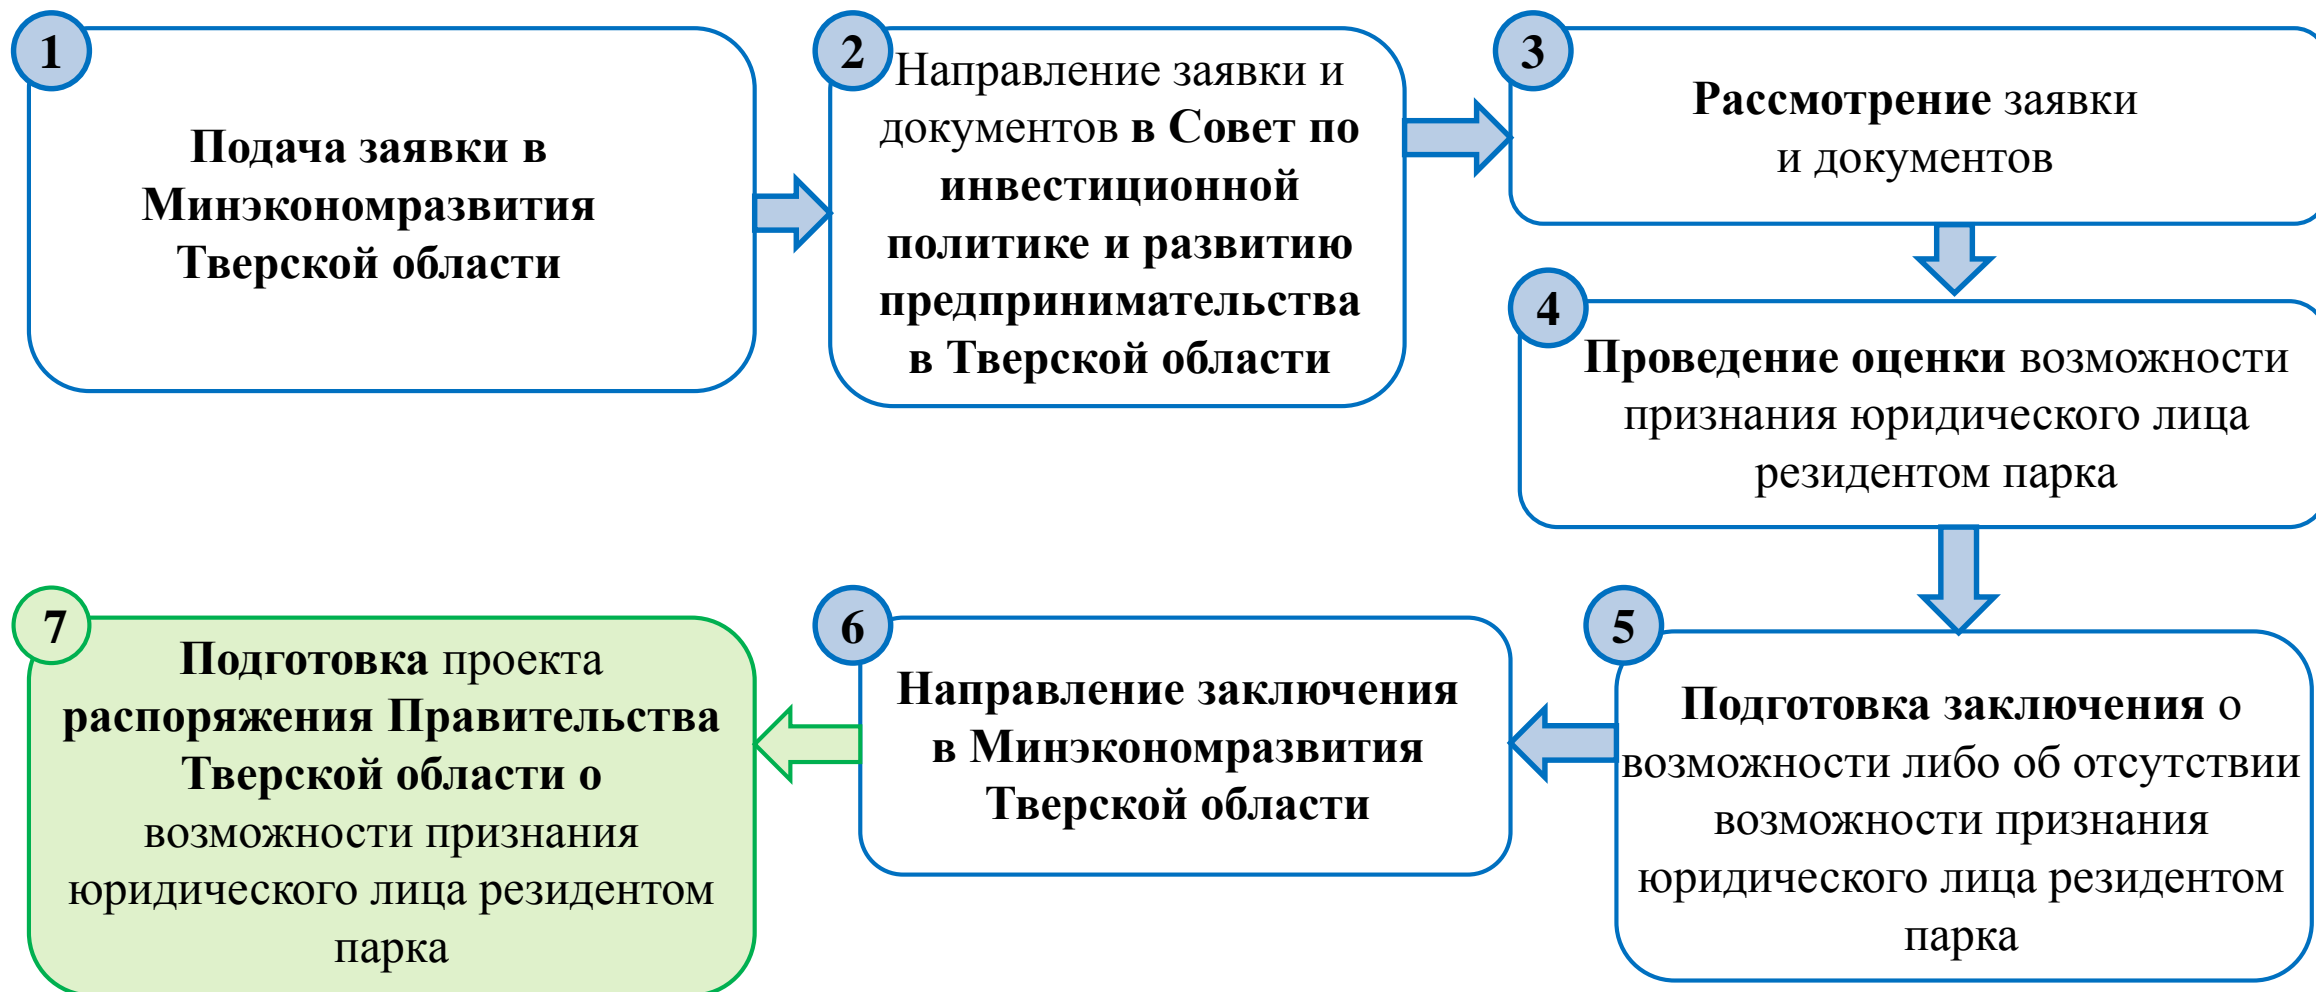 1
Подача заявки в
Минэкономразвития
Тверской области
2
Направление заявки и
документов в Совет по
инвестиционной
политике и развитию
предпринимательства
в Тверской области
3
Рассмотрение заявки
и документов
4
Проведение оценки возможности
признания юридического лица
резидентом парка
5
Подготовка заключения о
возможности либо об отсутствии
возможности признания
юридического лица резидентом
парка
6
Направление заключения
в Минэкономразвития
Тверской области
7
Подготовка проекта
распоряжения Правительства
Тверской области о
возможности признания
юридического лица резидентом
парка